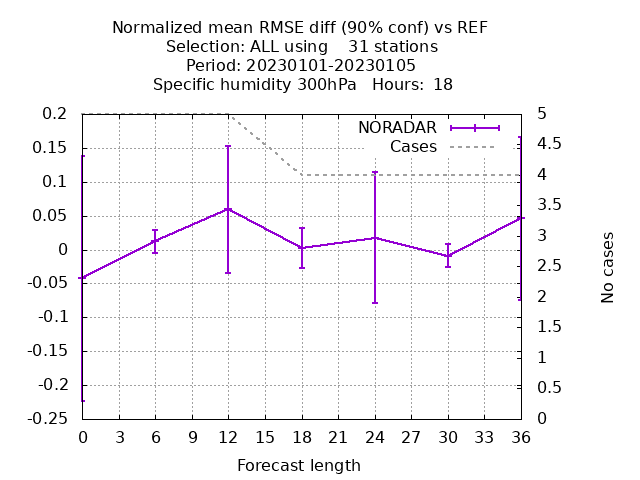 Normalized mean RMSE diff (90% conf) vs REF
Selection: ALL using    31 stations
Period: 20230101-20230105
Specific humidity 300hPa   Hours:  18
NORADAR
Cases
0.2
0.15
0.1
0.05
0
-0.05
-0.1
-0.15
-0.2
-0.25
5
4.5
4
3.5
3
2.5
2
1.5
1
0.5
0
No cases
0 3 6 9 12 15 18 21 24 27 30 33 36
Forecast length